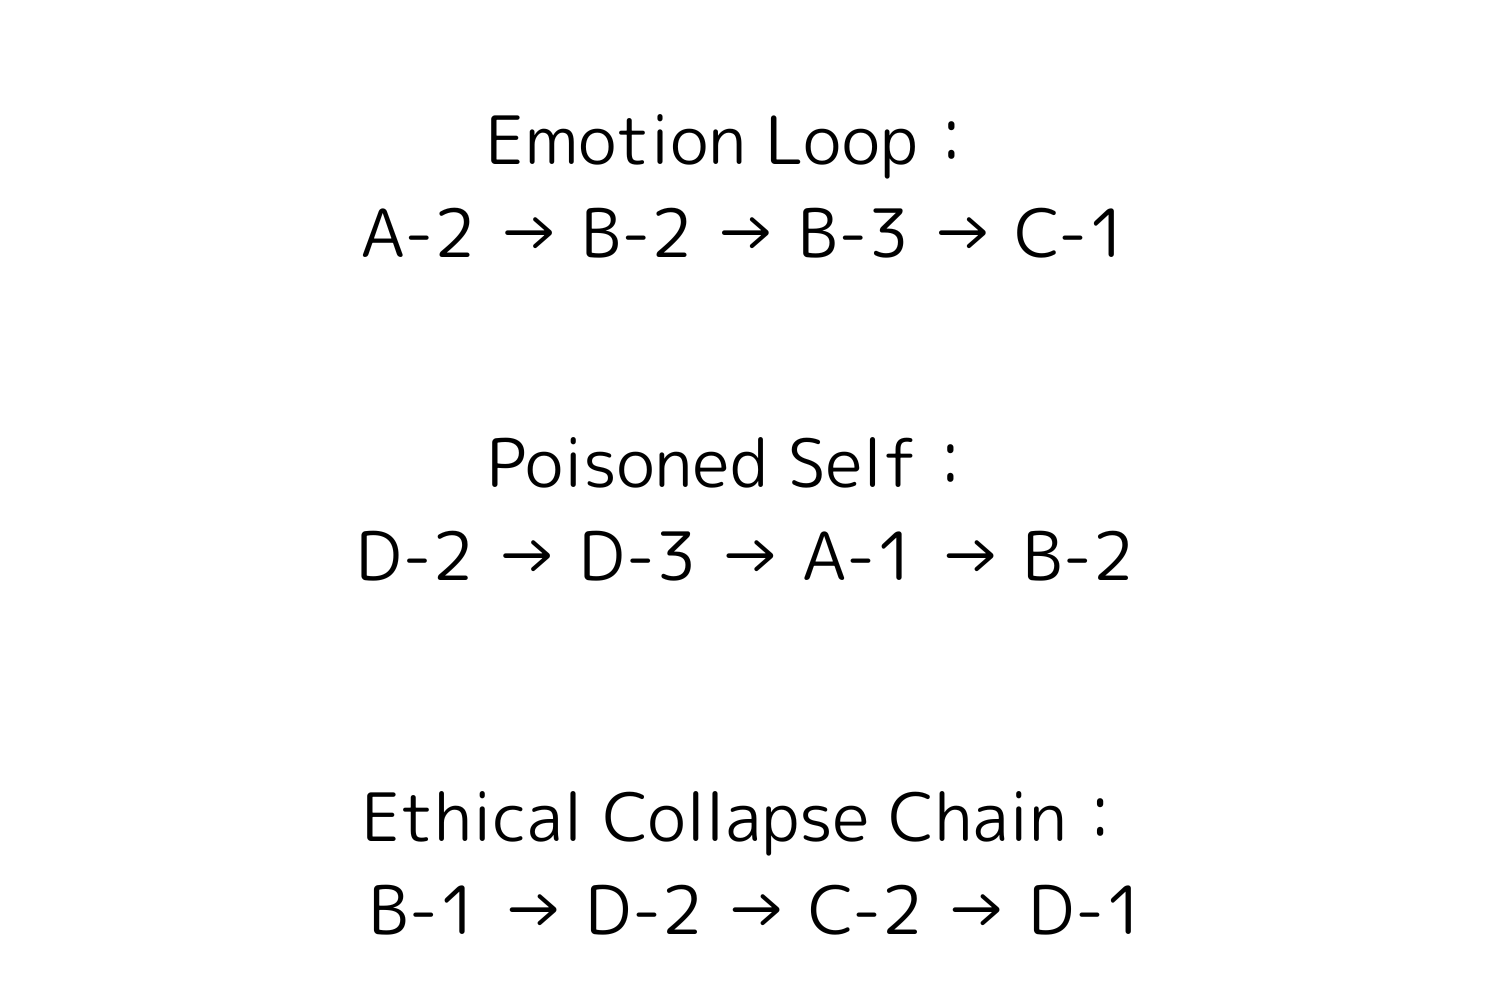 Emotion Loop：
A-2 → B-2 → B-3 → C-1
Poisoned Self：
D-2 → D-3 → A-1 → B-2
Ethical Collapse Chain：
B-1 → D-2 → C-2 → D-1